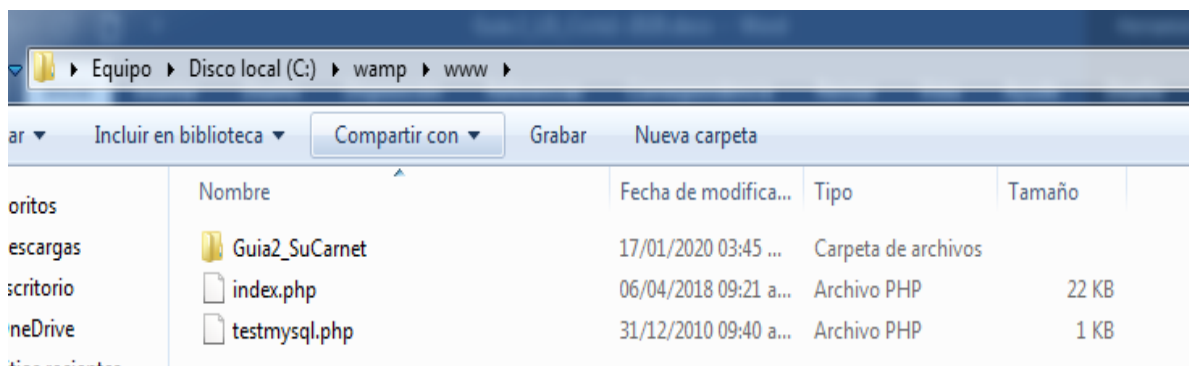 Equipo Disco local (C:) wamp www
ar Incluir en biblioteca Compartir con Grabar Nueva carpeta
Nombre Fecha de modifica... Tipo Tamaño
oritos
escargas Guia2_SuCarnet 17/01/2020 03:45 ... Carpeta de archivos
scritorio index.php 06/04/2018 09:21 a... Archivo PHP 22 KB
neDrive testmysql.php 31/12/2010 09:40 a... Archivo PHP 1 KB